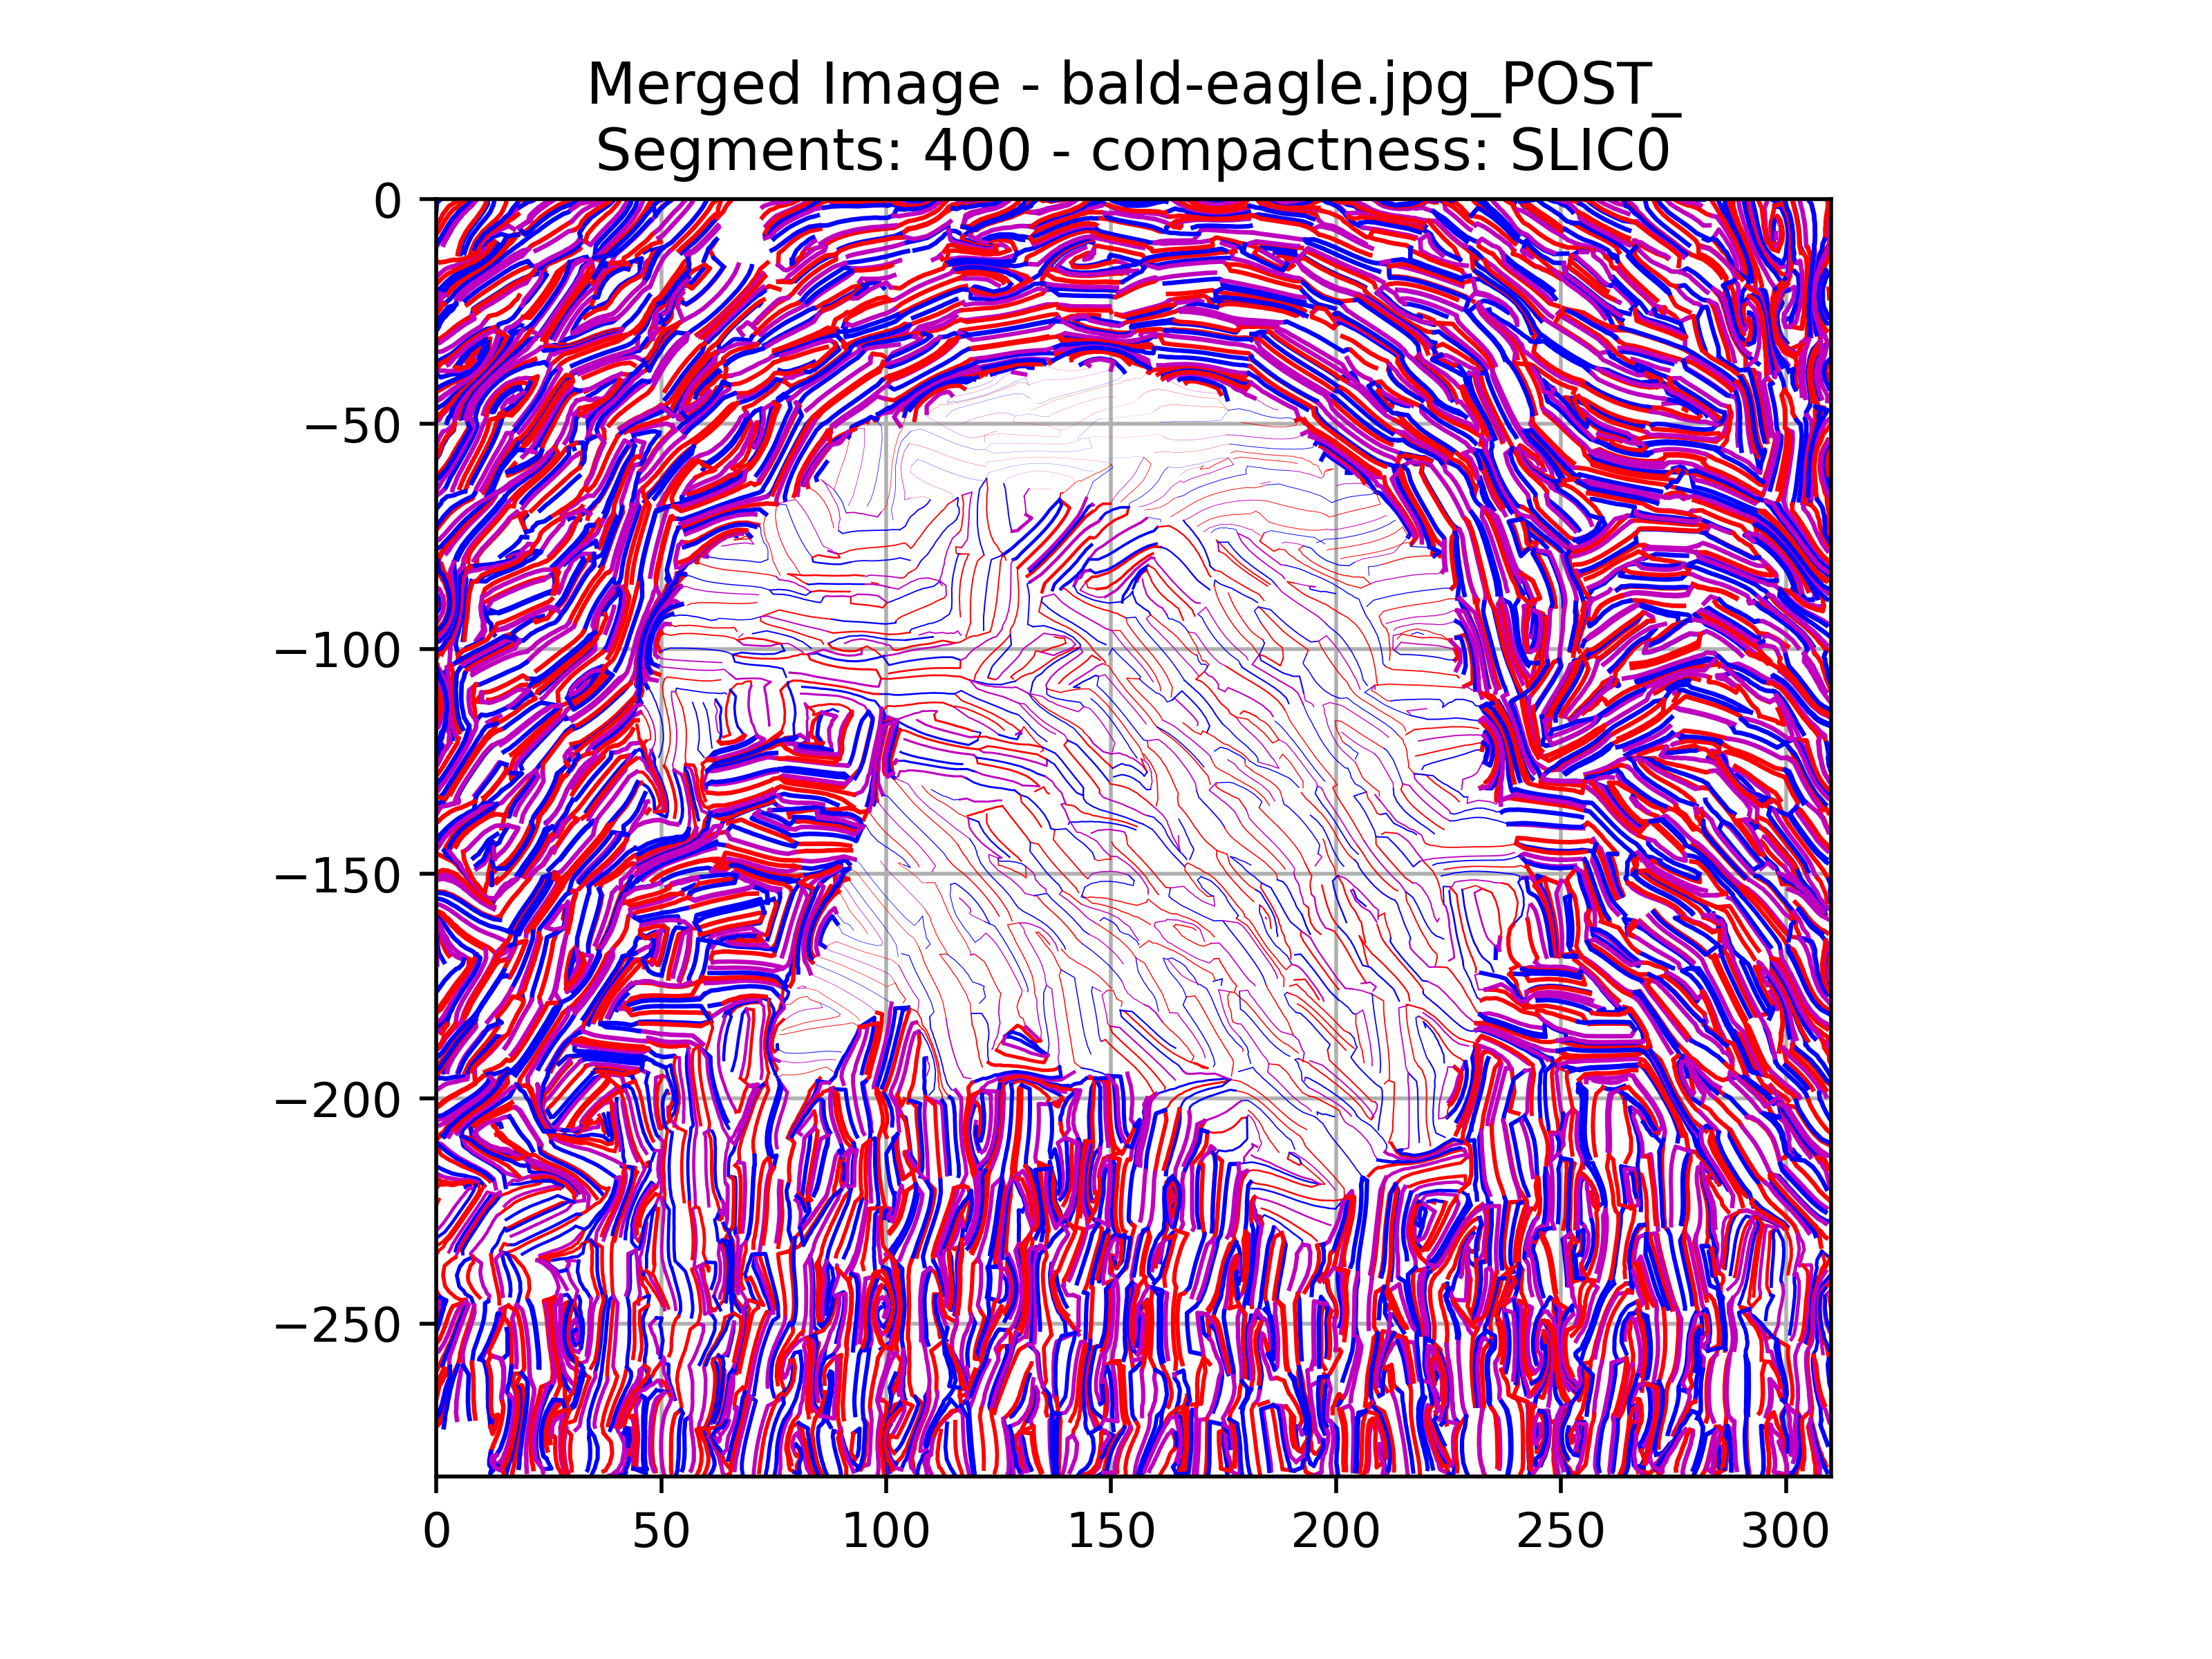 Merged Image - bald-eagle.jpg_POST_
Segments: 400 - compactness: SLIC0
0
−50
−100
−150
−200
−250
0 50 100 150 200 250 300